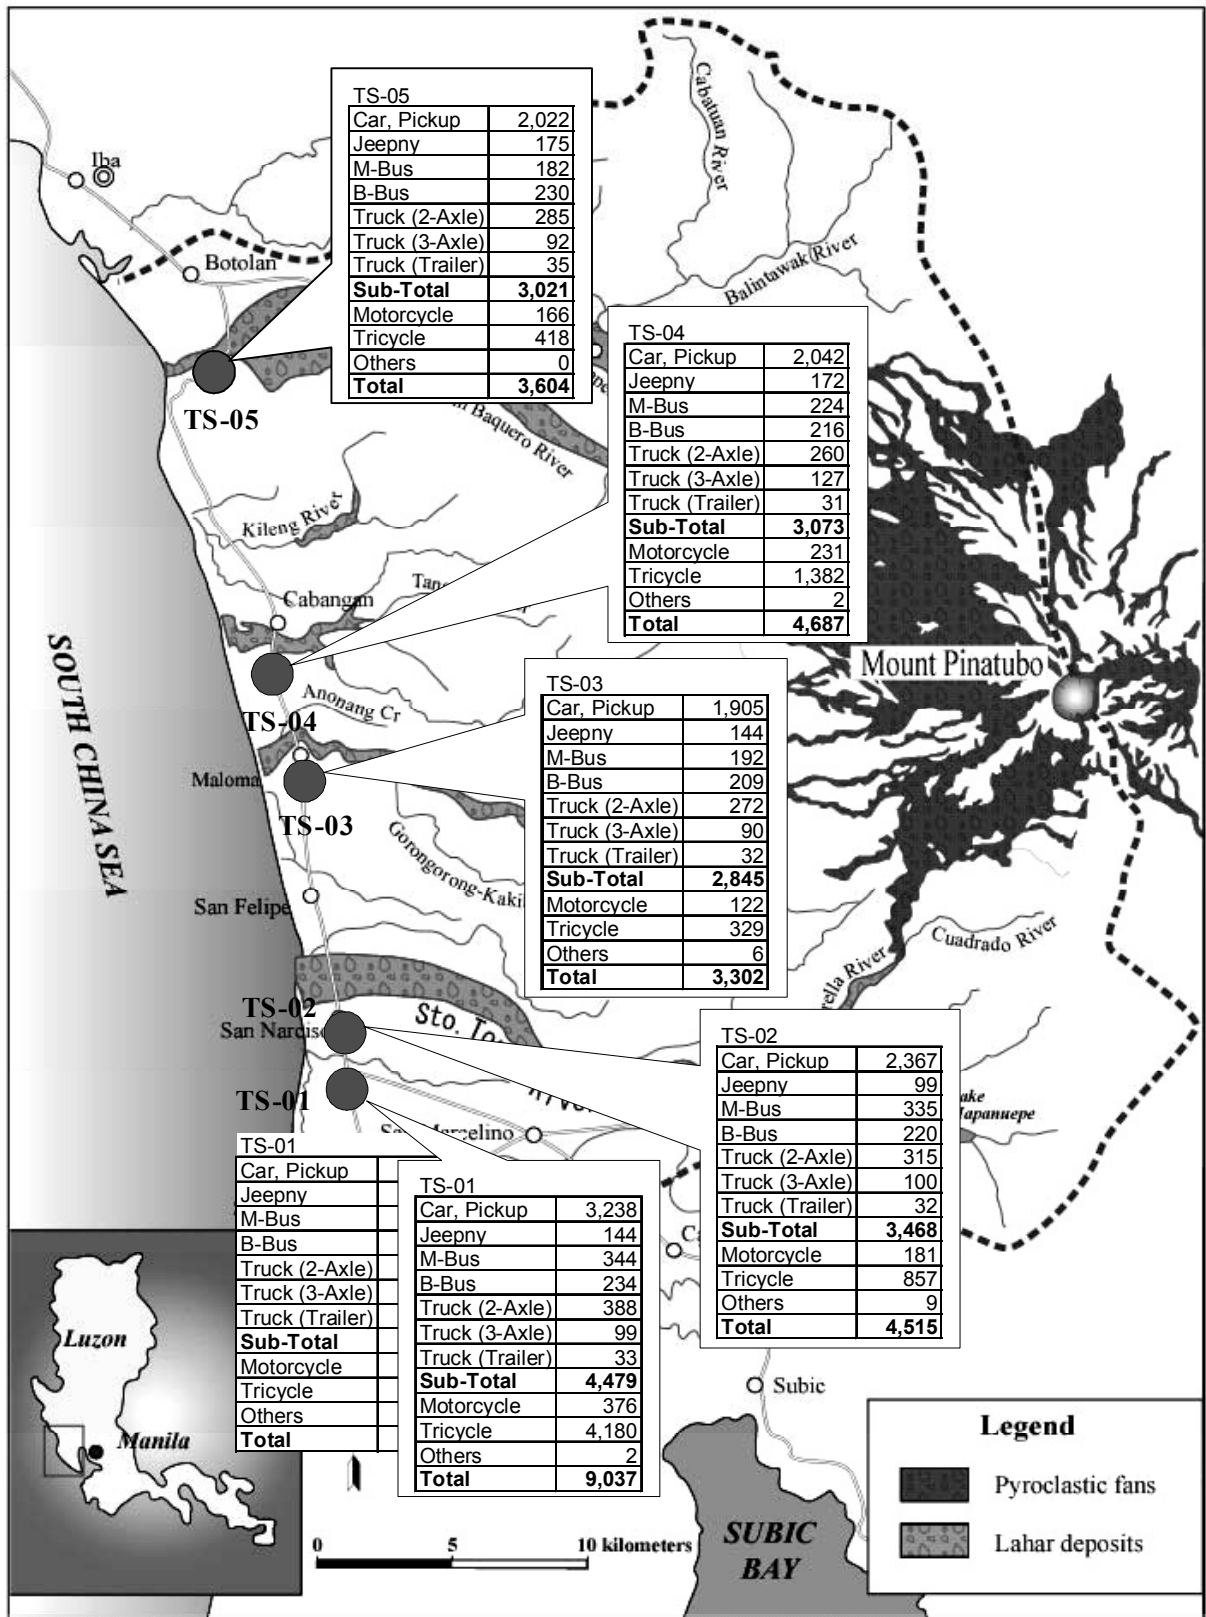 Iba
Botolan
TS-05
Car, Pickup 2,022
Jeepny 175
M-Bus 182
B-Bus 230
Truck (2-Axle) 285
Truck (3-Axle) 92
Truck (Trailer) 35
Sub-Total 3,021
Motorcycle 166
Tricycle 418
Others 0
Total 3,604
TS-05
Cabatuan River
Balintawak River
Baquero River
TS-04
Car, Pickup 2,042
Jeepny 172
M-Bus 224
B-Bus 216
Truck (2-Axle) 260
Truck (3-Axle) 127
Truck (Trailer) 31
Sub-Total 3,073
Motorcycle 231
Tricycle 1,382
Others 2
Total 4,687
Kileng River
Cabangan
Mount Pinatubo
SOUTH CHINA SEA
Anonang Cr
TS-04
Maloma
TS-03
TS-03
Car, Pickup 1,905
Jeepny 144
M-Bus 192
B-Bus 209
Truck (2-Axle) 272
Truck (3-Axle) 90
Truck (Trailer) 32
Sub-Total 2,845
Motorcycle 122
Tricycle 329
Others 6
Total 3,302
Gorongorong-Kaki
San Felipe
Cuadrado River
rella River
TS-02
San Narcis
Sto. To
TS-01
TS-02
Car, Pickup 2,367
Jeepny 99
M-Bus 335
B-Bus 220
Truck (2-Axle) 315
Truck (3-Axle) 100
Truck (Trailer) 32
Sub-Total 3,468
Motorcycle 181
Tricycle 857
Others 9
Total 4,515
ake
apanuepe
TS-01
Car, Pickup
Jeepny
M-Bus
B-Bus
Truck (2-Axle)
Truck (3-Axle)
Truck (Trailer)
Sub-Total
Motorcycle
Tricycle
Others
Total
TS-01
Car, Pickup 3,238
Jeepny 144
M-Bus 344
B-Bus 234
Truck (2-Axle) 388
Truck (3-Axle) 99
Truck (Trailer) 33
Sub-Total 4,479
Motorcycle 376
Tricycle 4,180
Others 2
Total 9,037
Luzon
Manila
Subic
SUBIC
BAY
0 5 10 kilometers
Legend
Pyroclastic fans
Lahar deposits